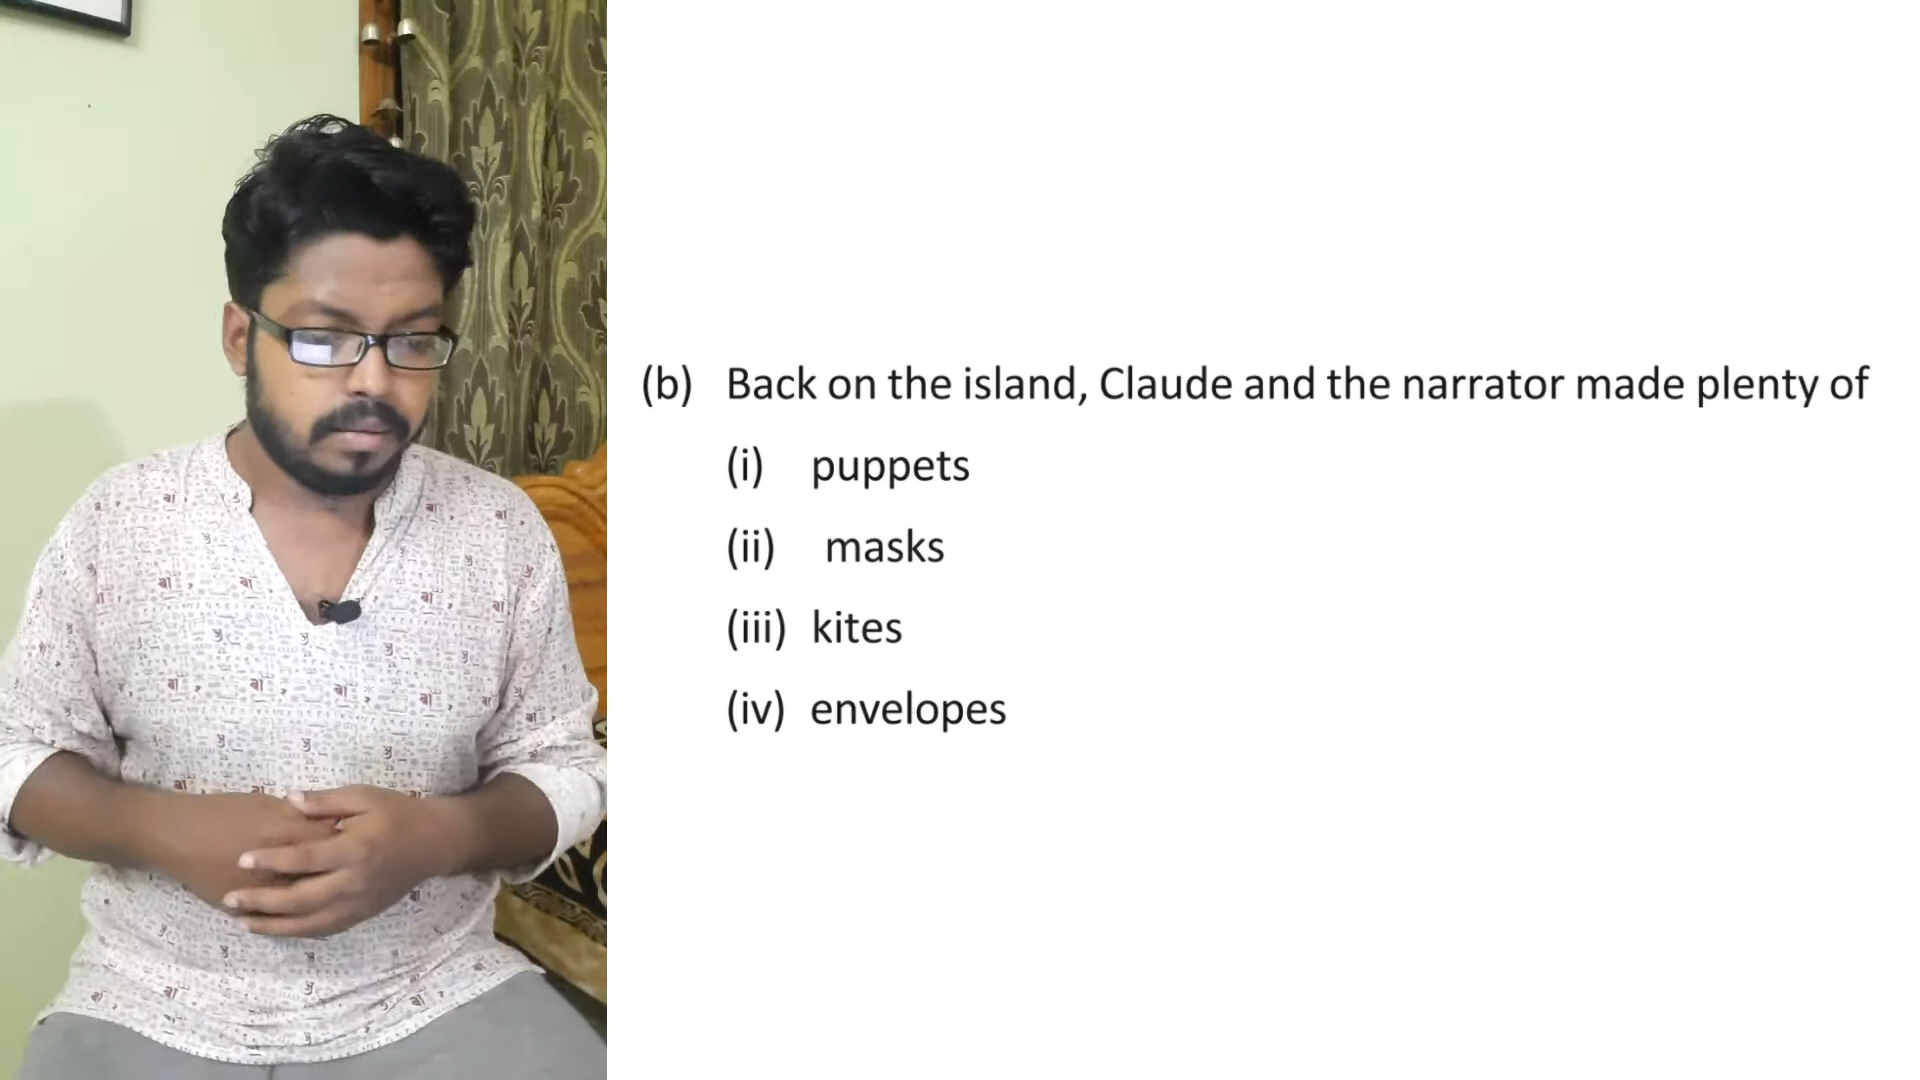 (b) Back on the island, Claude and the narrator made plenty of
(i) puppets
(ii) masks
(iii) kites
(iv) envelopes